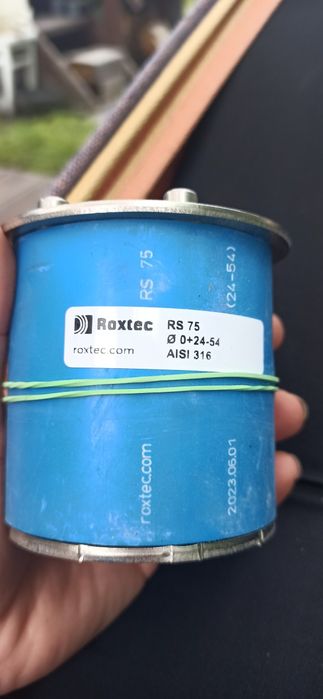 RS 75
(24-54)
Roxtec
roxtec.com
RS 75
Ø 0+24-54
AISI 316
roxtec.com
2023.06.01